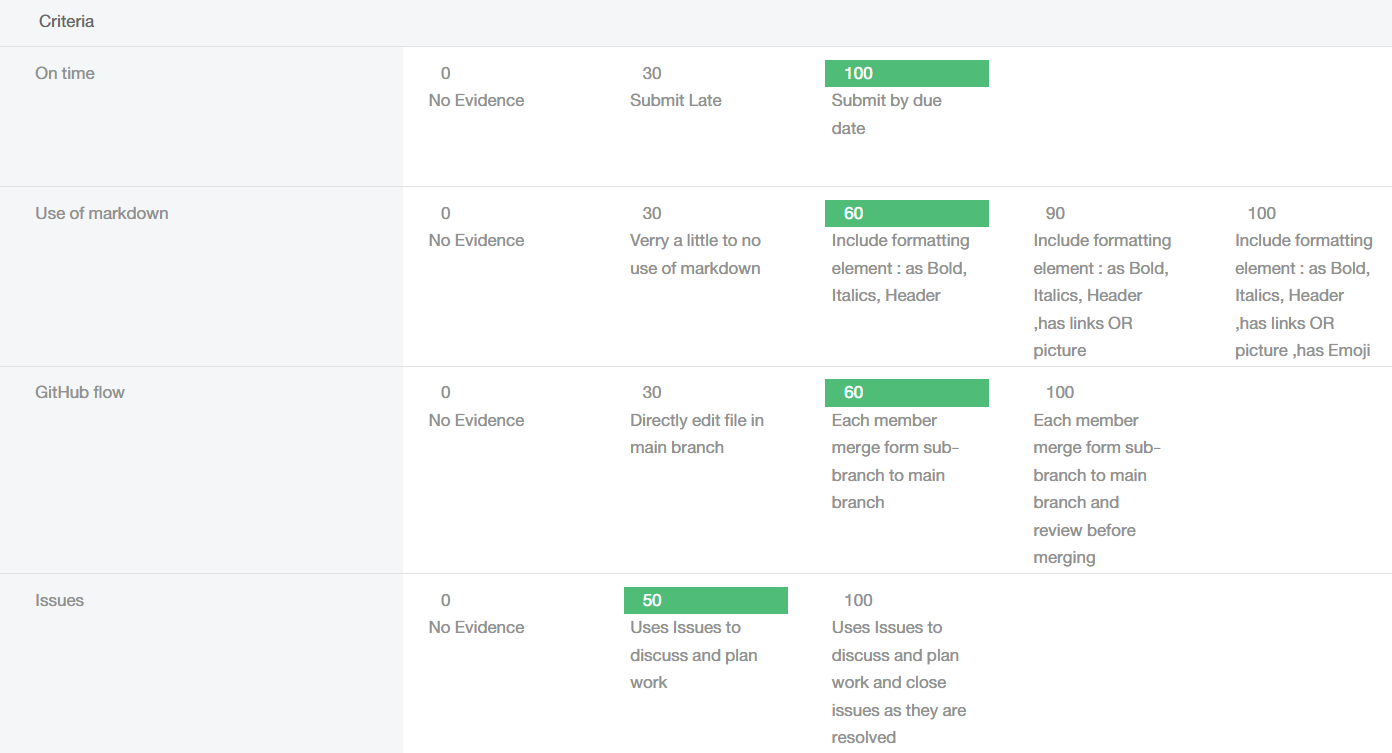 Criteria
On time
0
No Evidence
30
Submit Late
100
Submit by due
date
Use of markdown
0
No Evidence
30
Verry a little to no
use of markdown
60
Include formatting
element : as Bold,
Italics, Header
90
Include formatting
element : as Bold,
Italics, Header
,has links OR
picture
100
Include formatting
element : as Bold,
Italics, Header
,has links OR
picture ,has Emoji
GitHub flow
0
No Evidence
30
Directly edit file in
main branch
60
Each member
merge form sub-
branch to main
branch
100
Each member
merge form sub-
branch to main
branch and
review before
merging
Issues
0
No Evidence
50
Uses Issues to
discuss and plan
work
100
Uses Issues to
discuss and plan
work and close
issues as they are
resolved